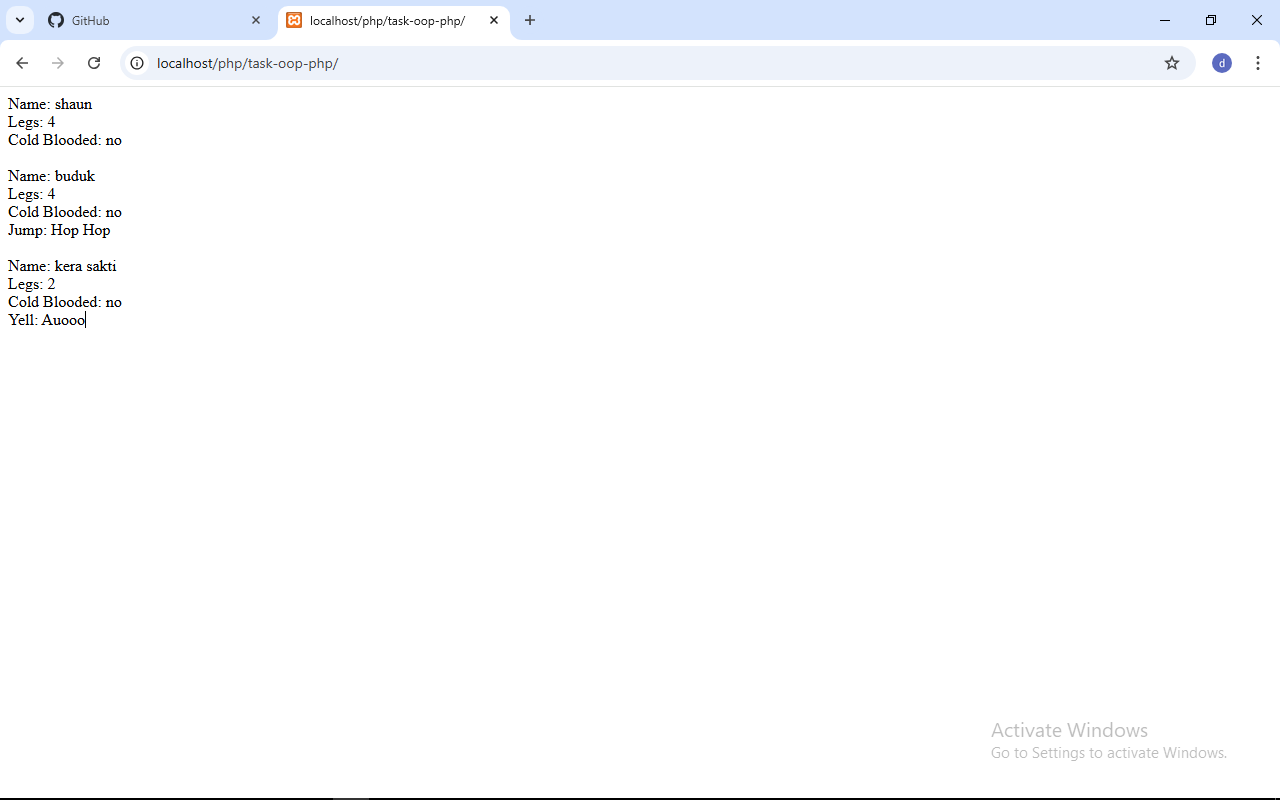 GitHub
localhost/php/task-oop-php/
localhost/php/task-oop-php/
d
Name: shaun
Legs: 4
Cold Blooded: no
Name: buduk
Legs: 4
Cold Blooded: no
Jump: Hop Hop
Name: kera sakti
Legs: 2
Cold Blooded: no
Yell: Auooo
Activate Windows
Go to Settings to activate Windows.